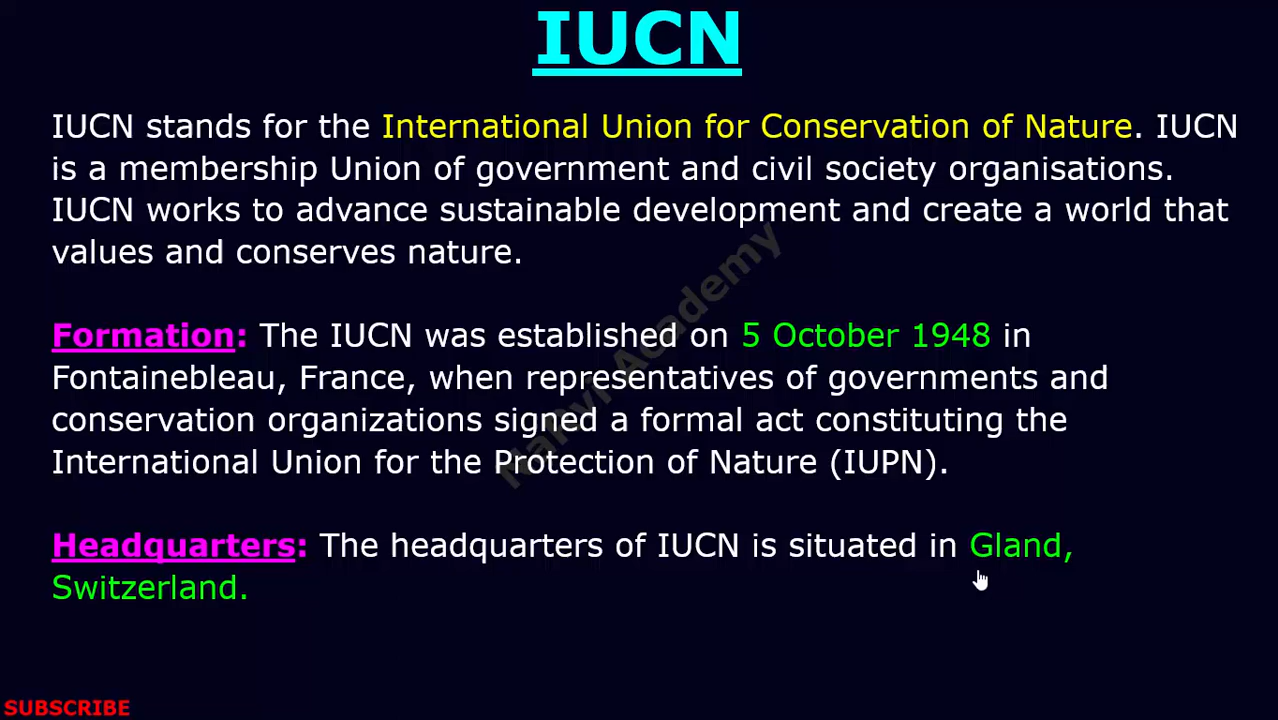 IUCN
IUCN stands for the International Union for Conservation of Nature. IUCN
is a membership Union of government and civil society organisations.
IUCN works to advance sustainable development and create a world that
values and conserves nature.
Formation: The IUCN was established on 5 October 1948 in
Fontainebleau, France, when representatives of governments and
conservation organizations signed a formal act constituting the
International Union for the Protection of Nature (IUPN).
Headquarters: The headquarters of IUCN is situated in Gland,
Switzerland.
Academy
SUBSCRIBE